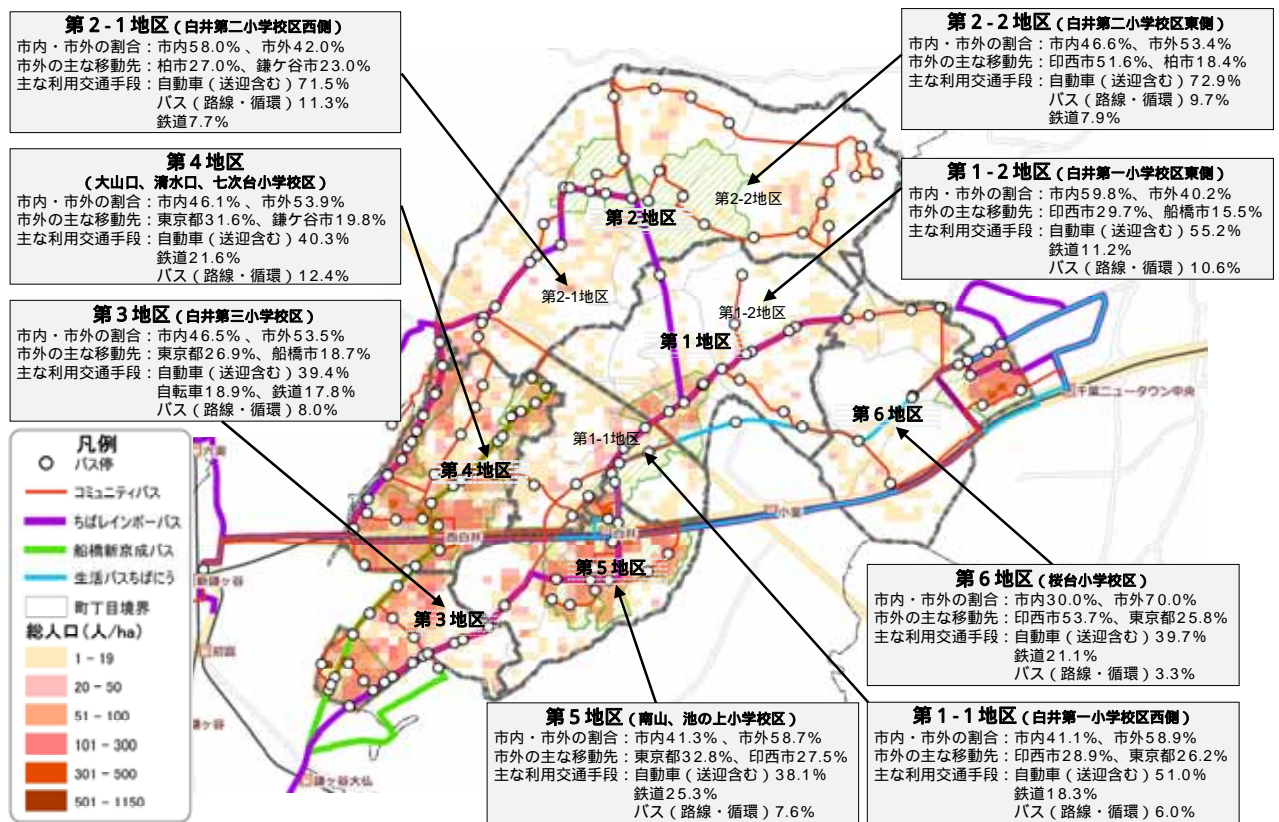 第2-1地区(白井第二小学校区西側)
市内・市外の割合:市内58.0%、市外42.0%
市外の主な移動先:柏市27.0%、鎌ケ谷市23.0%
主な利用交通手段:自動車(送迎含む)71.5%
バス(路線・循環)11.3%
鉄道7.7%
第2-2地区(白井第二小学校区東側)
市内・市外の割合:市内46.6%、市外53.4%
市外の主な移動先:印西市51.6%、柏市18.4%
主な利用交通手段:自動車(送迎含む)72.9%
バス(路線・循環)9.7%
鉄道7.9%
第4地区
(大山口、清水口、七次台小学校区)
市内・市外の割合:市内46.1%、市外53.9%
市外の主な移動先:東京都31.6%、鎌ケ谷市19.8%
主な利用交通手段:自動車(送迎含む)40.3%
鉄道21.6%
バス(路線・循環)12.4%
第1-2地区(白井第一小学校区東側)
市内・市外の割合:市内59.8%、市外40.2%
市外の主な移動先:印西市29.7%、船橋市15.5%
主な利用交通手段:自動車(送迎含む)55.2%
鉄道11.2%
バス(路線・循環)10.6%
第3地区(白井第三小学校区)
市内・市外の割合:市内46.5%、市外53.5%
市外の主な移動先:東京都26.9%、船橋市18.7%
主な利用交通手段:自動車(送迎含む)39.4%
自転車18.9%、鉄道17.8%
バス(路線・循環)8.0%
第2-2地区
第2地区
第2-1地区
第1-2地区
第1地区
第6地区
千葉ニュータウン中央
第1-1地区
第4地区
小室
西白井
白井
第5地区
第3地区
新鎌ヶ谷
初富
鎌ヶ谷
鎌ヶ谷大仏
凡例
バス停
コミュニティバス
ちばレインボーバス
船橋新京成バス
生活バスちばにう
町丁目境界
総人口(人/ha)
1-19
20-50
51-100
101-300
301-500
501-1150
第6地区(桜台小学校区)
市内・市外の割合:市内30.0%、市外70.0%
市外の主な移動先:印西市53.7%、東京都25.8%
主な利用交通手段:自動車(送迎含む)39.7%
鉄道21.1%
バス(路線・循環)3.3%
第5地区(南山、池の上小学校区)
市内・市外の割合:市内41.3%、市外58.7%
市外の主な移動先:東京都32.8%、印西市27.5%
主な利用交通手段:自動車(送迎含む)38.1%
鉄道25.3%
バス(路線・循環)7.6%
第1-1地区(白井第一小学校区西側)
市内・市外の割合:市内41.1%、市外58.9%
市外の主な移動先:印西市28.9%、東京都26.2%
主な利用交通手段:自動車(送迎含む)51.0%
鉄道18.3%
バス(路線・循環)6.0%